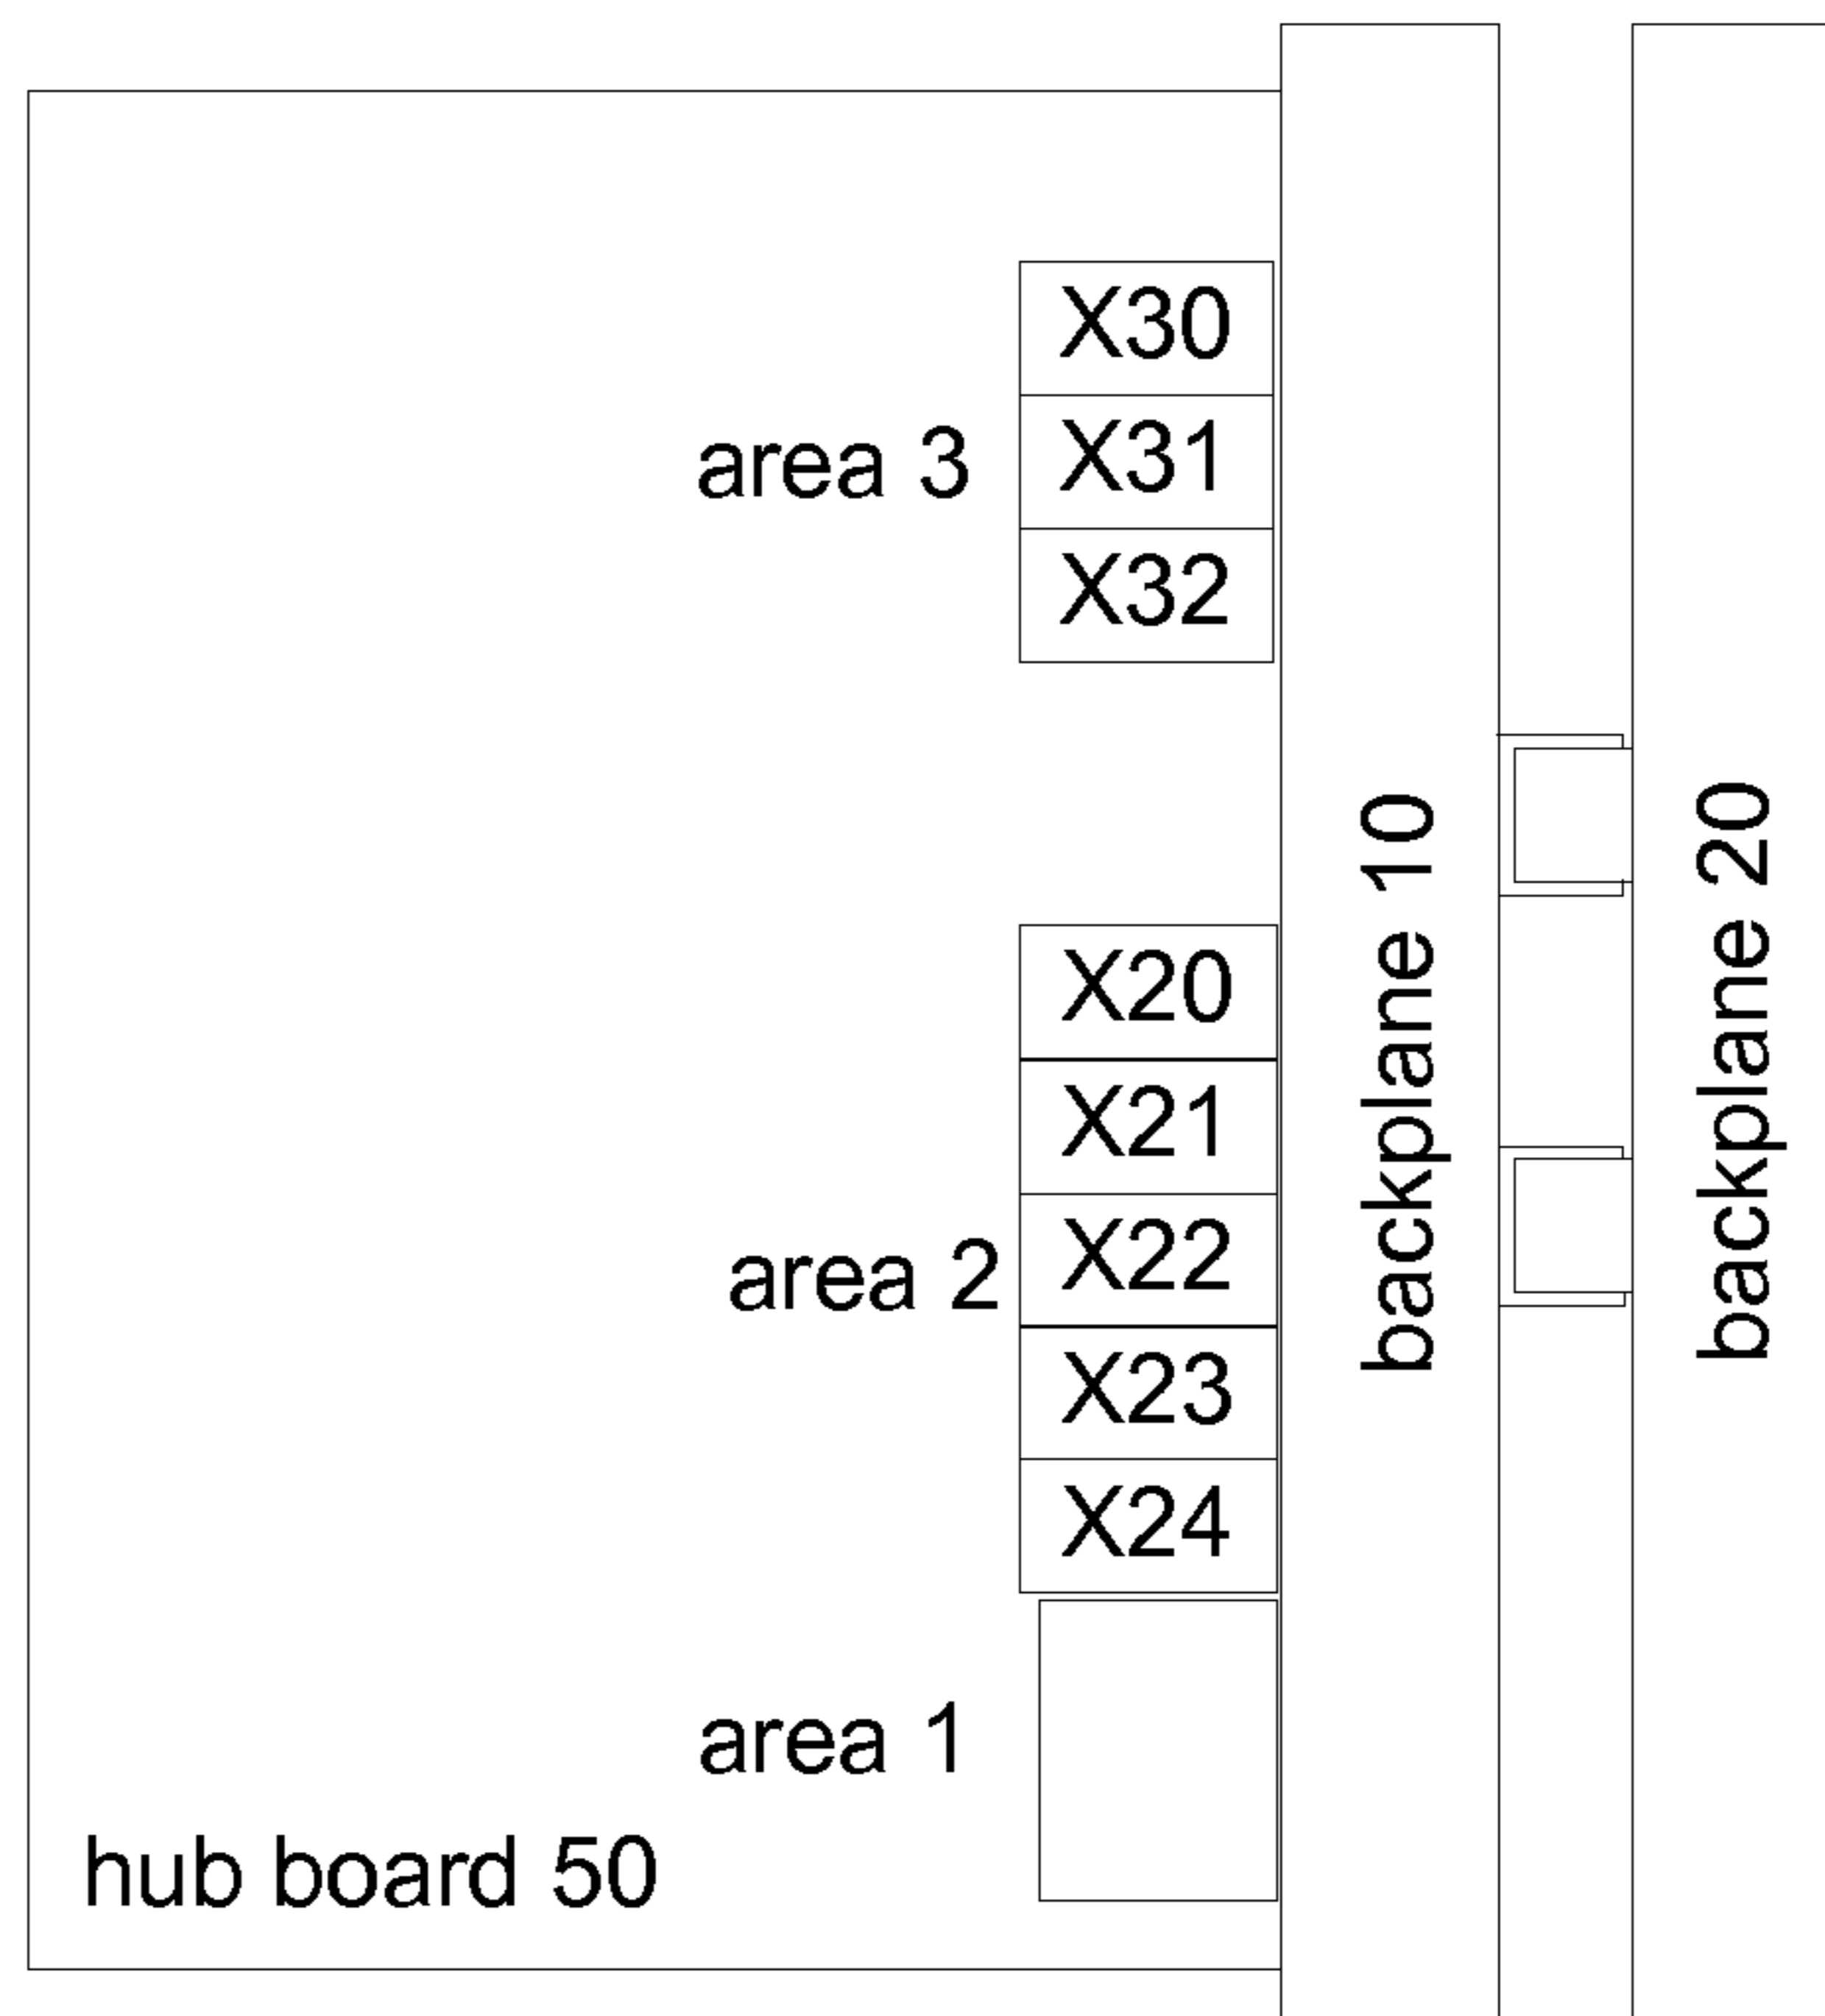 X30
area 3
X31
X32
X20
X21
area 2
X22
X23
X24
area 1
hub board 50
backplane 10
backplane 20